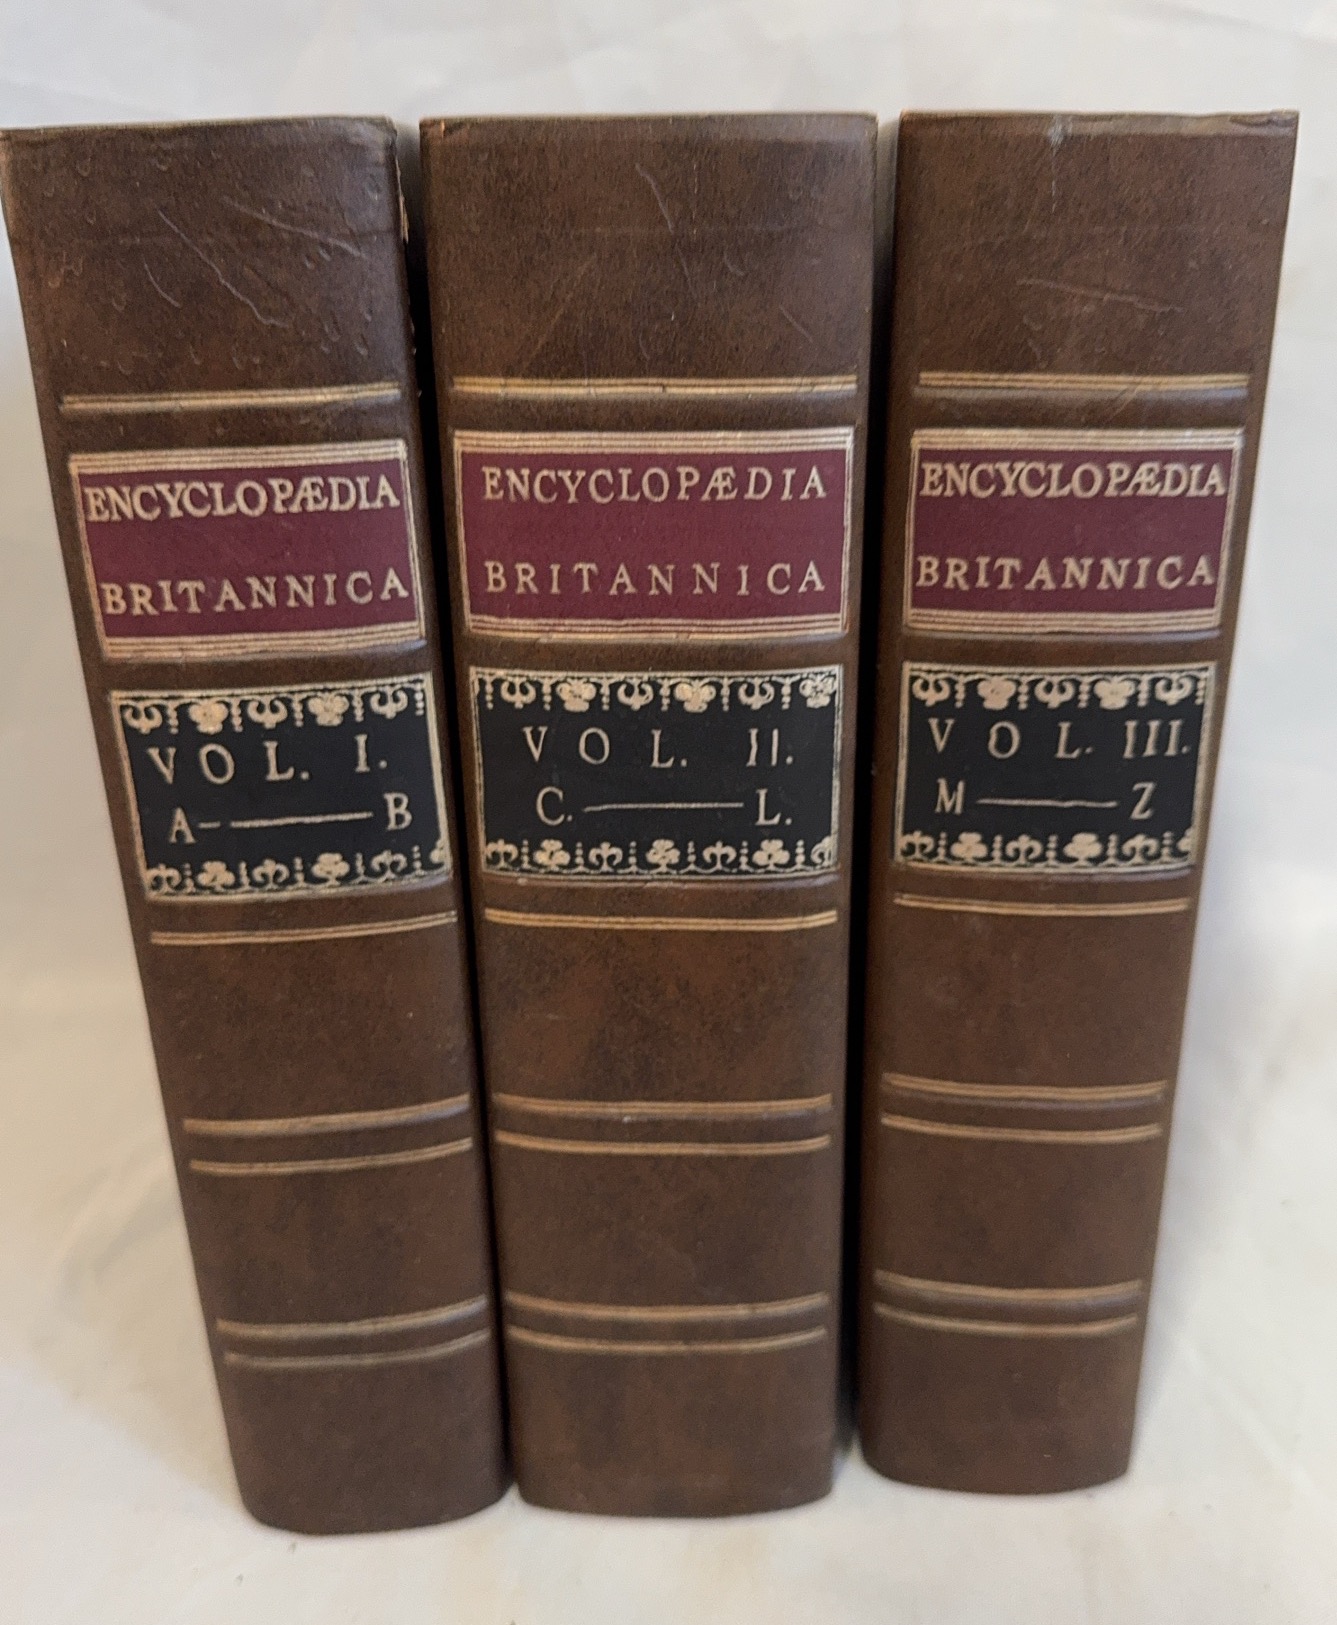 ENCYCLOPÆDIA
BRITANNICA
VOL. I.
A — B
ENCYCLOPÆDIA
BRITANNICA
VOL. II.
C. — L.
ENCYCLOPÆDIA
BRITANNICA
VOL. III.
M — Z